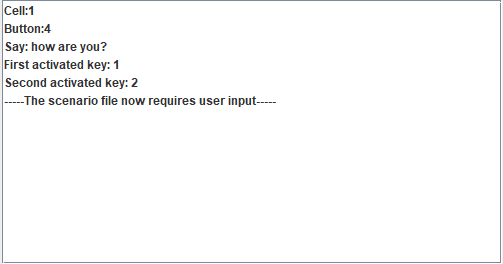 Cell:1
Button:4
Say: how are you?
First activated key: 1
Second activated key: 2
-----The scenario file now requires user input-----